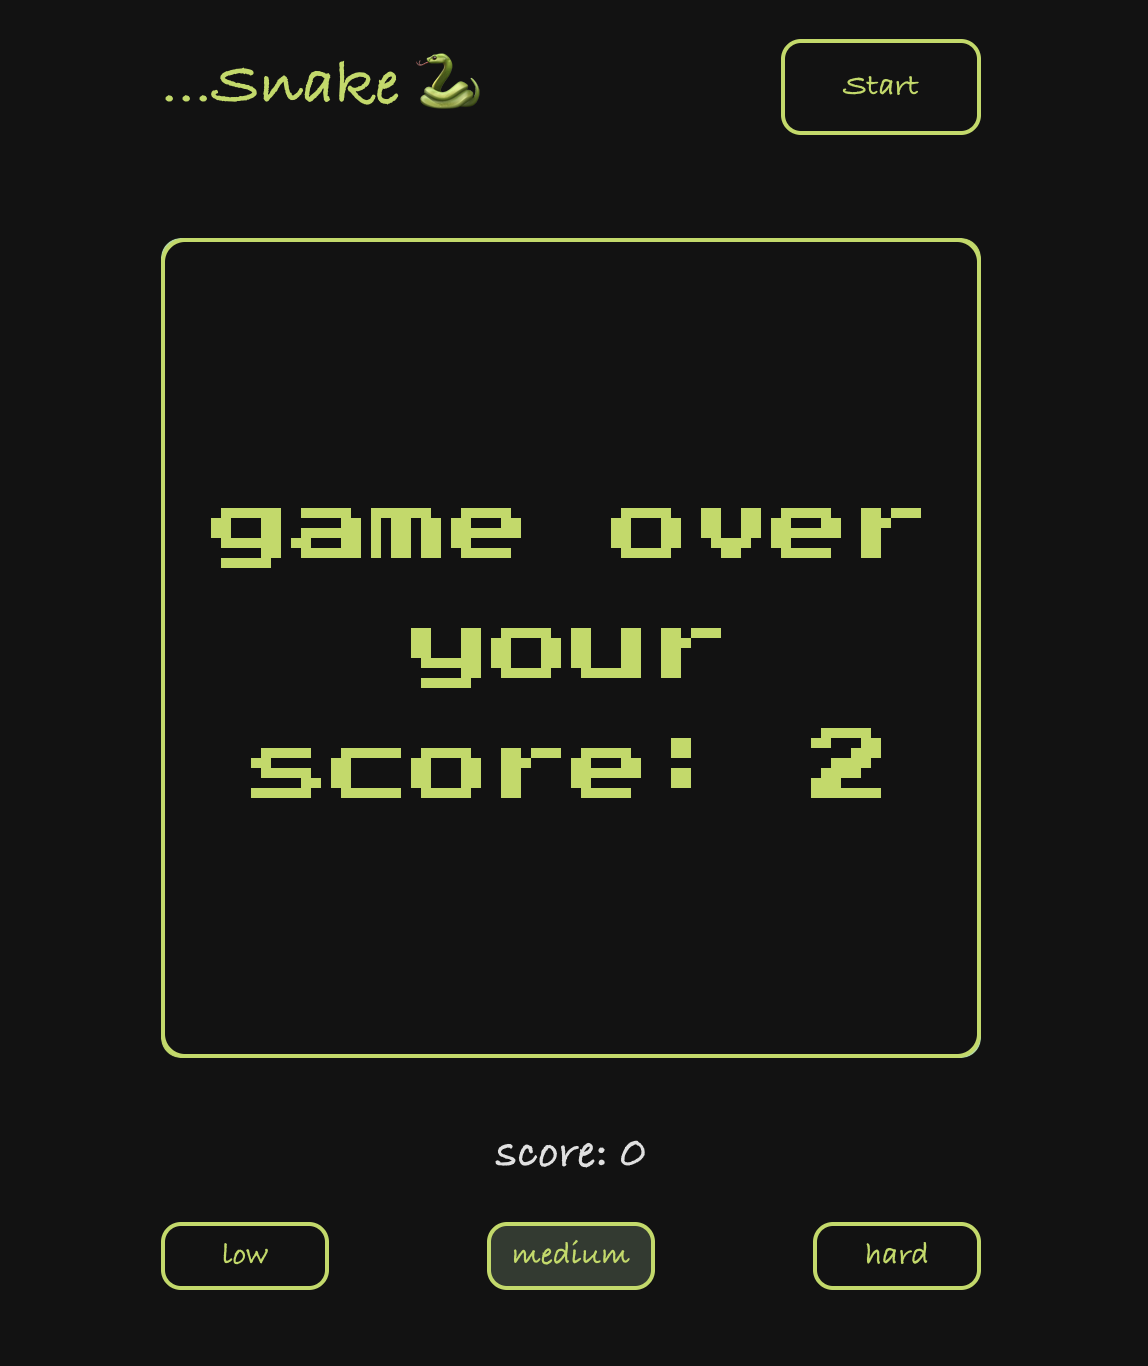 ...Snake 🐍
Start
game over
your
score: 2
score: 0
low
medium
hard